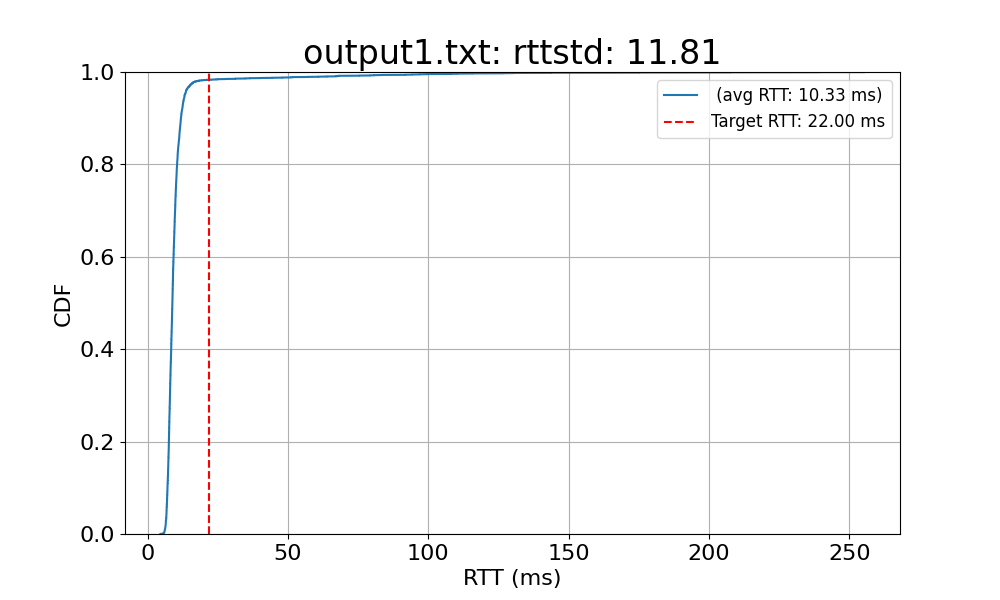 output1.txt: rttstd: 11.81
1.0
0.8
0.6
0.4
0.2
0.0
CDF
(avg RTT: 10.33 ms)
Target RTT: 22.00 ms
0 50 100 150 200 250
RTT (ms)